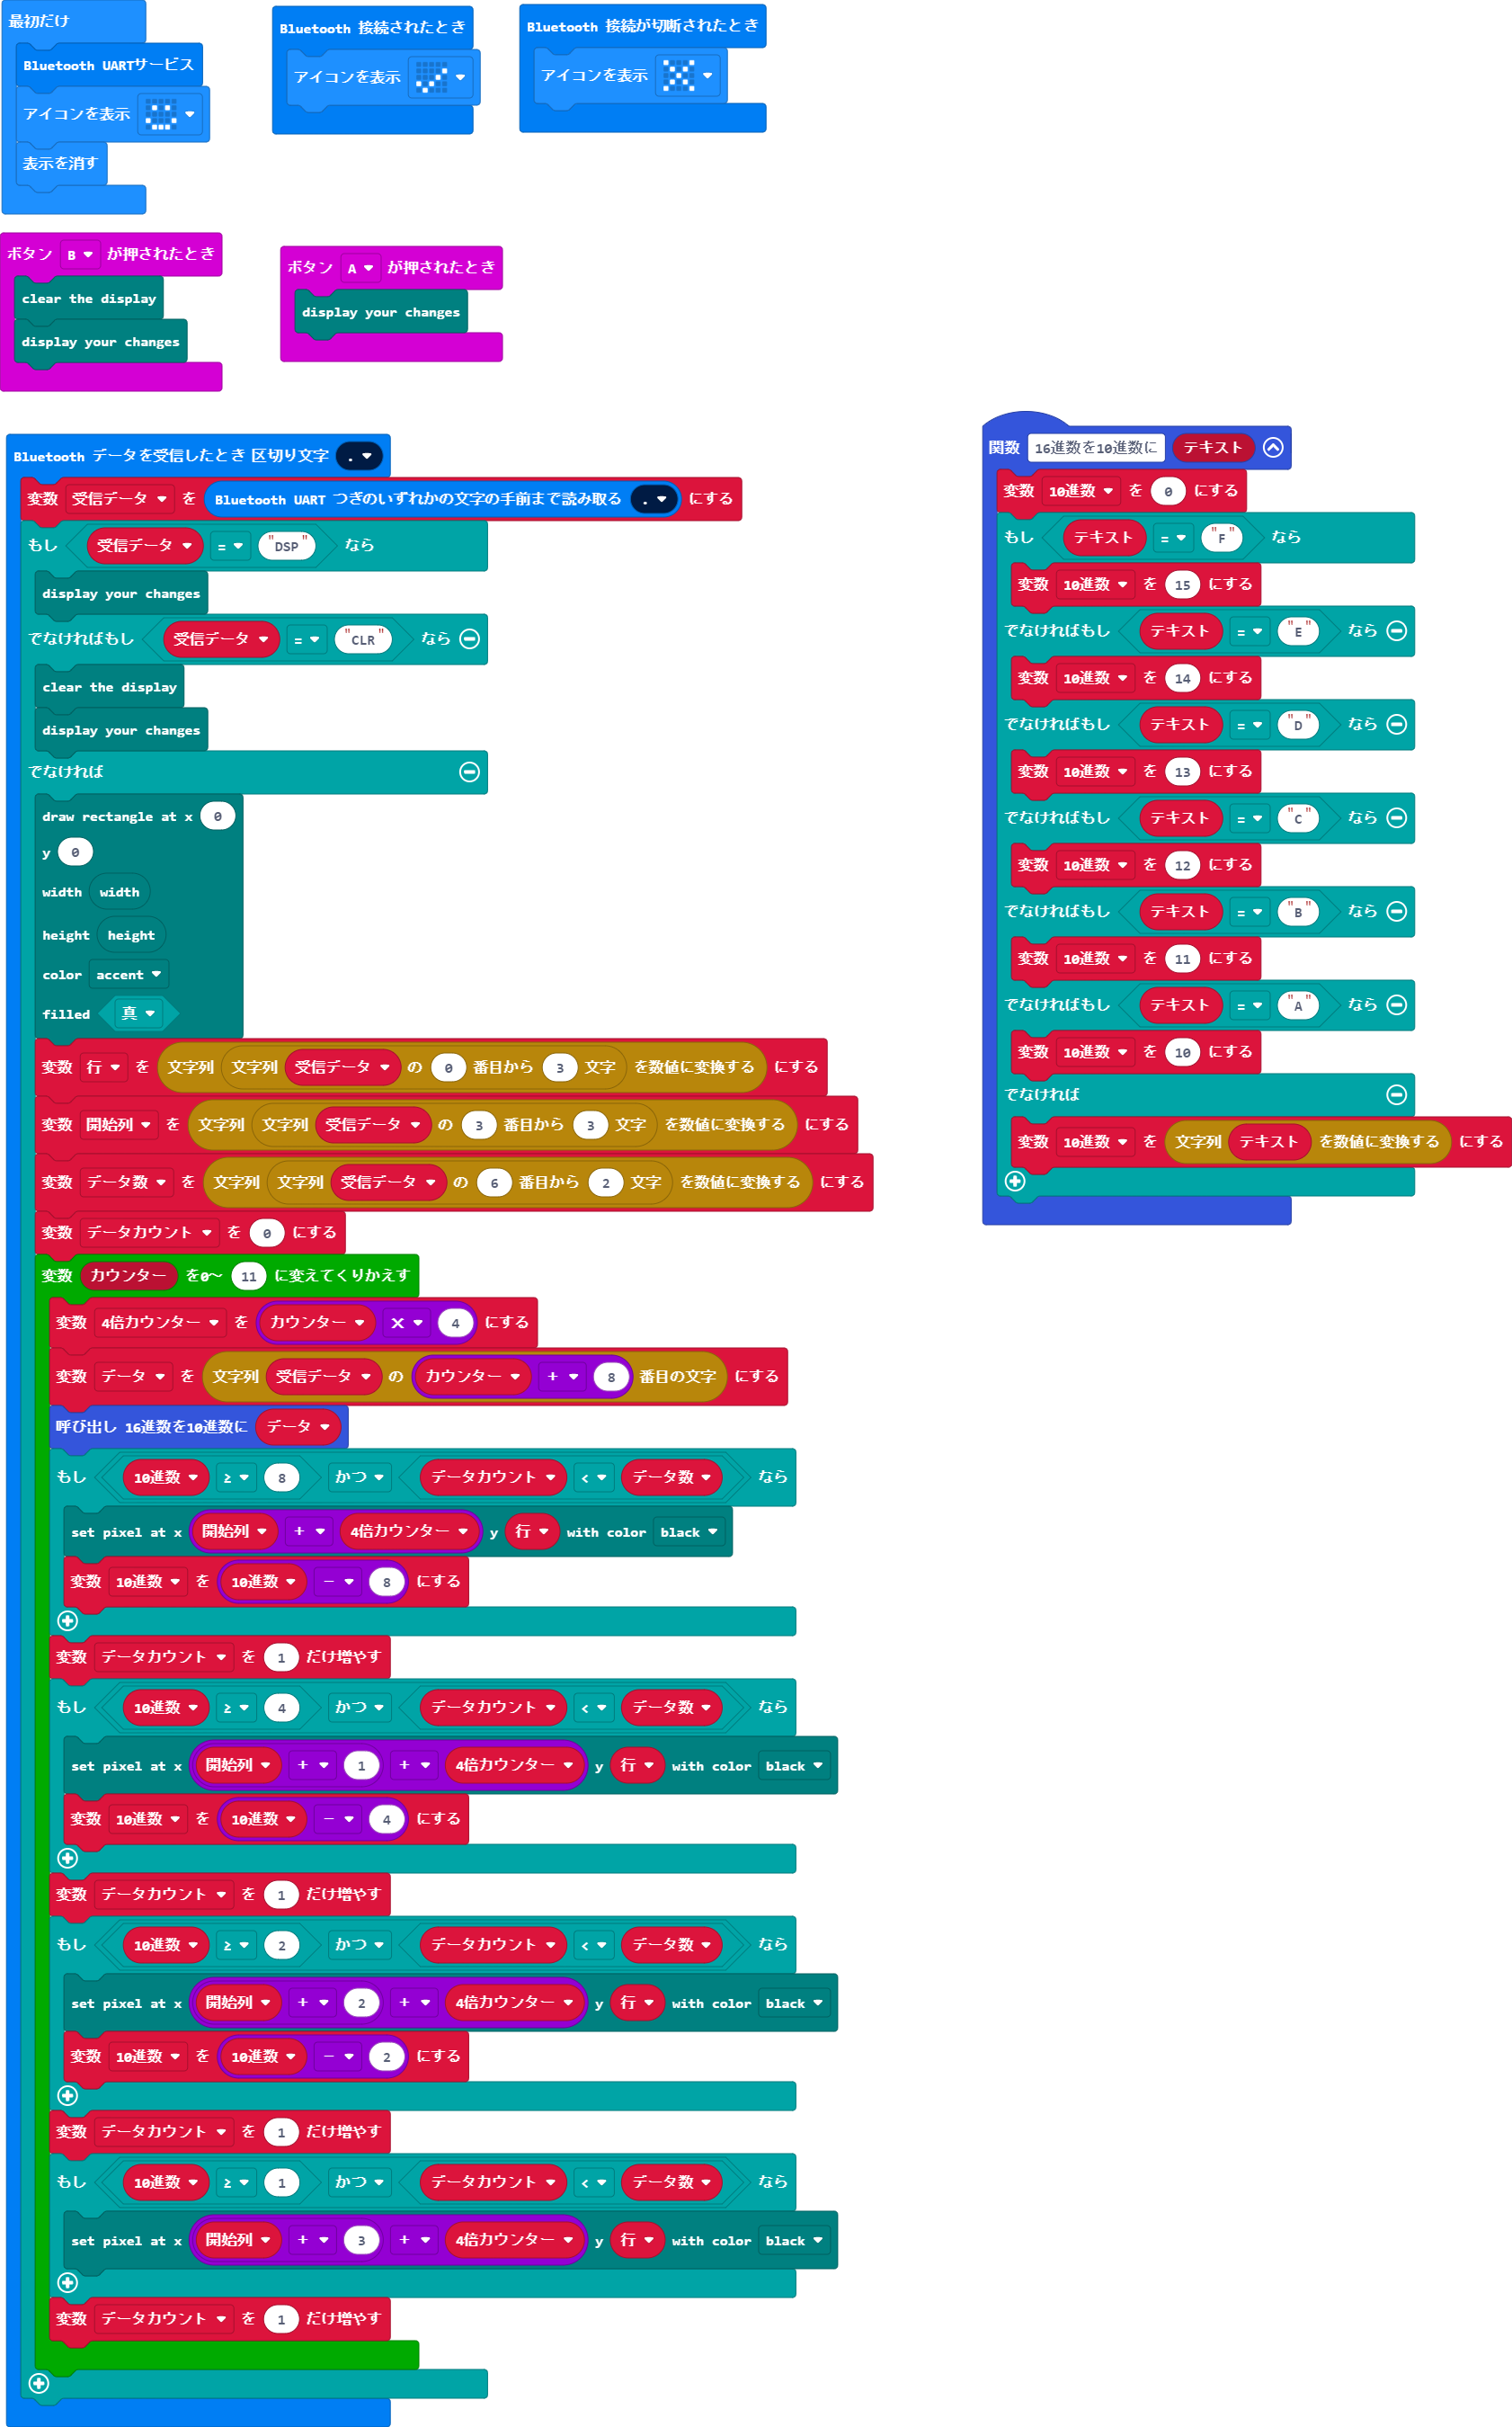 最初だけ
Bluetooth UARTサービス
アイコンを表示
表示を消す
Bluetooth 接続されたとき
アイコンを表示
Bluetooth 接続が切断されたとき
アイコンを表示
ボタン B が押されたとき
clear the display
display your changes
ボタン A が押されたとき
display your changes
Bluetooth データを受信したとき 区切り文字 .
変数 受信データ を Bluetooth UART つぎのいずれかの文字の手前まで読み取る . にする
もし 受信データ = "DSP" なら
display your changes
でなければもし 受信データ = "CLR" なら
clear the display
display your changes
でなければ
draw rectangle at x 0
y 0
width width
height height
color accent
filled 真
変数 行 を 文字列 文字列 受信データ の 0 番目から 3 文字 を数値に変換する にする
変数 開始列 を 文字列 文字列 受信データ の 3 番目から 3 文字 を数値に変換する にする
変数 データ数 を 文字列 文字列 受信データ の 6 番目から 2 文字 を数値に変換する にする
変数 データカウント を 0 にする
変数 カウンター を0～ 11 に変えてくりかえす
変数 4倍カウンター を カウンター × 4 にする
変数 データ を 文字列 受信データ の カウンター + 8 番目の文字 にする
呼び出し 16進数を10進数に データ
もし 10進数 ≥ 8 かつ データカウント < データ数 なら
set pixel at x 開始列 + 4倍カウンター y 行 with color black
変数 10進数 を 10進数 - 8 にする
変数 データカウント を 1 だけ増やす
もし 10進数 ≥ 4 かつ データカウント < データ数 なら
set pixel at x 開始列 + 1 + 4倍カウンター y 行 with color black
変数 10進数 を 10進数 - 4 にする
変数 データカウント を 1 だけ増やす
もし 10進数 ≥ 2 かつ データカウント < データ数 なら
set pixel at x 開始列 + 2 + 4倍カウンター y 行 with color black
変数 10進数 を 10進数 - 2 にする
変数 データカウント を 1 だけ増やす
もし 10進数 ≥ 1 かつ データカウント < データ数 なら
set pixel at x 開始列 + 3 + 4倍カウンター y 行 with color black
変数 データカウント を 1 だけ増やす
関数 16進数を10進数に テキスト
変数 10進数 を 0 にする
もし テキスト = "F" なら
変数 10進数 を 15 にする
でなければもし テキスト = "E" なら
変数 10進数 を 14 にする
でなければもし テキスト = "D" なら
変数 10進数 を 13 にする
でなければもし テキスト = "C" なら
変数 10進数 を 12 にする
でなければもし テキスト = "B" なら
変数 10進数 を 11 にする
でなければもし テキスト = "A" なら
変数 10進数 を 10 にする
でなければ
変数 10進数 を 文字列 テキスト を数値に変換する にする